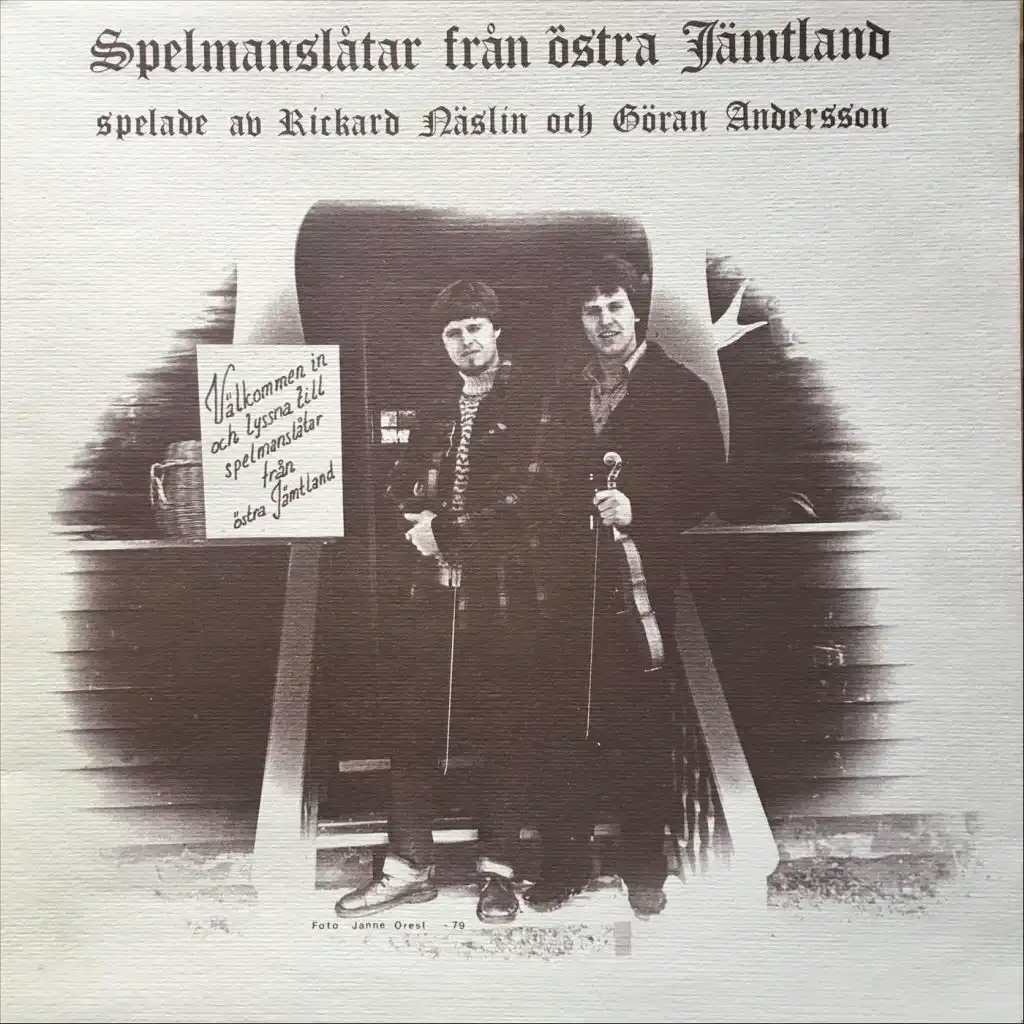 Spelmanslåtar från östra Jämtland
spelade av Rickard Näslin och Göran Andersson
Välkommen in
och lyssna till
spelmanslåtar
från
östra Jämtland
Foto Janne Orest -79